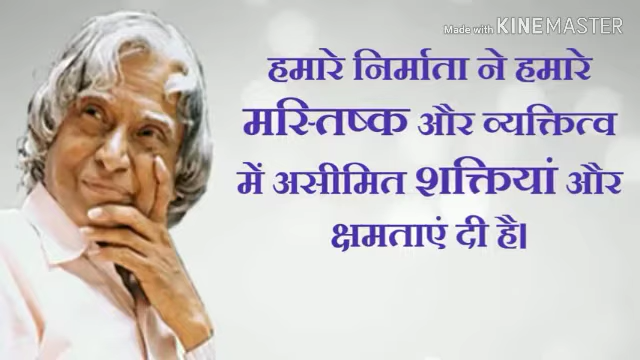 Made with KINEMASTER
हमारे निर्माता ने हमारे
मस्तिष्क और व्यक्तित्व
में असीमित शक्तियां और
क्षमताएं दी है।